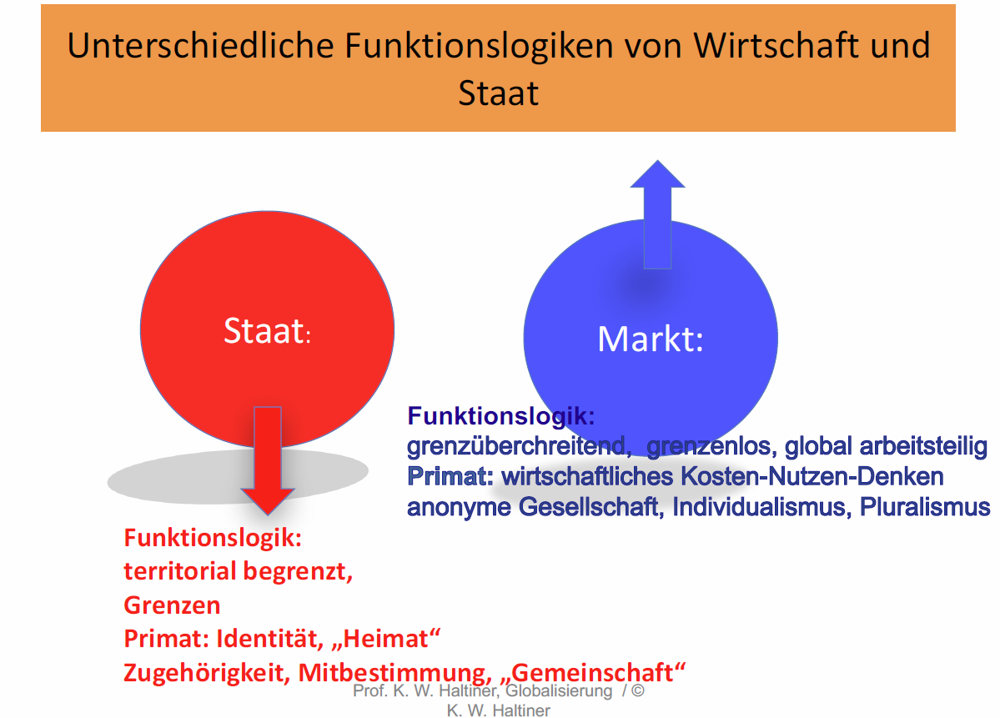 Unterschiedliche Funktionslogiken von Wirtschaft und
Staat
Staat:
Markt:
Funktionslogik:
grenzüberchreitend, grenzenlos, global arbeitsteilig
Primat: wirtschaftliches Kosten-Nutzen-Denken
anonyme Gesellschaft, Individualismus, Pluralismus
Funktionslogik:
territorial begrenzt,
Grenzen
Primat: Identität, „Heimat“
Zugehörigkeit, Mitbestimmung, „Gemeinschaft“
Prof. K. W. Haltiner, Globalisierung / ©
K. W. Haltiner